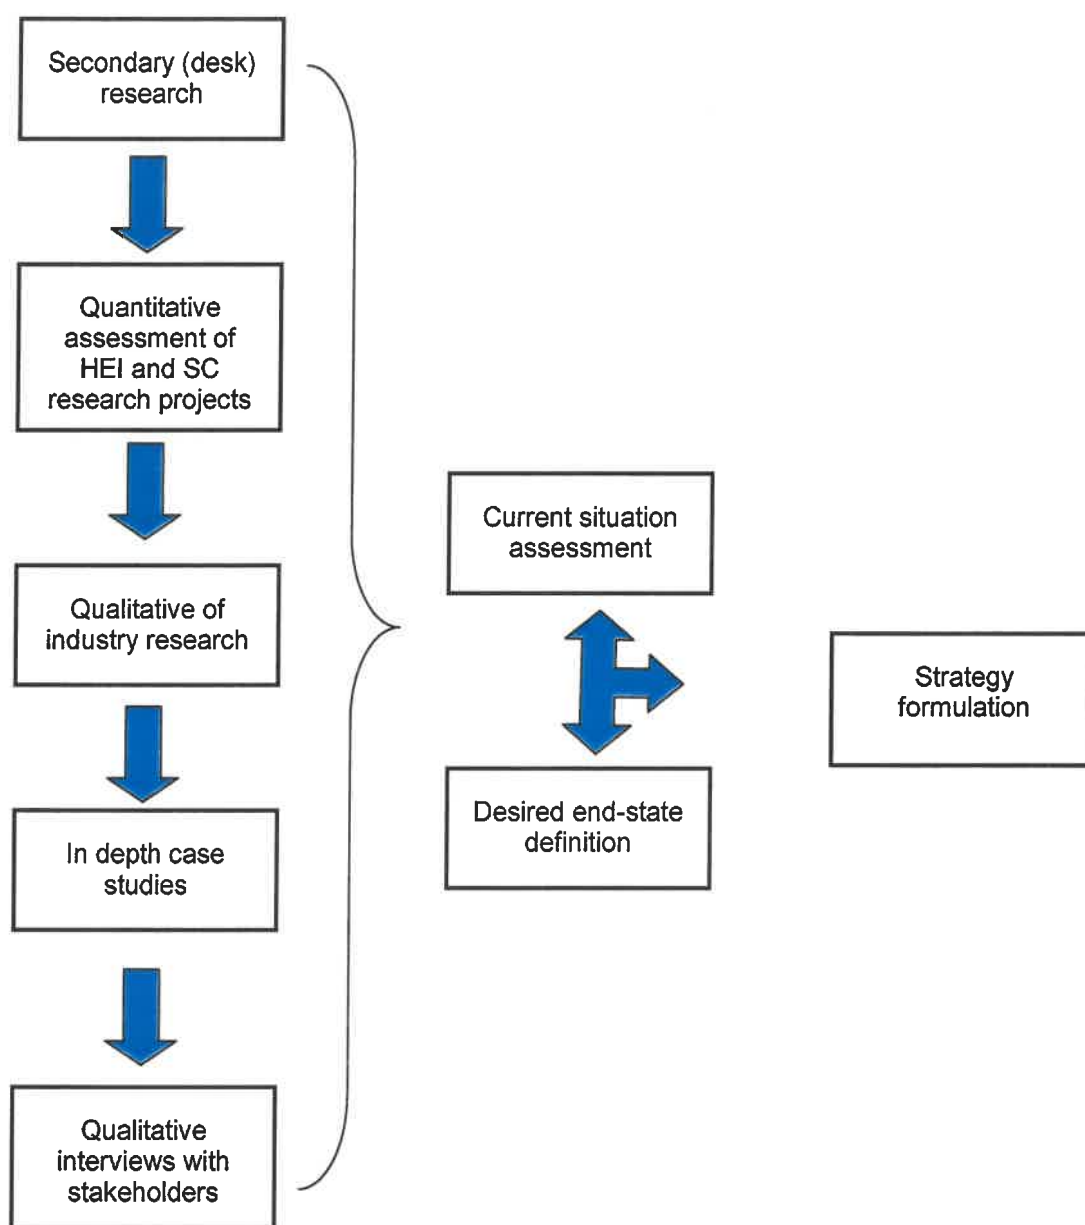 Secondary (desk)
research
Quantitative
assessment of
HEI and SC
research projects
Qualitative of
industry research
In depth case
studies
Qualitative
interviews with
stakeholders
Current situation
assessment
Desired end-state
definition
Strategy
formulation